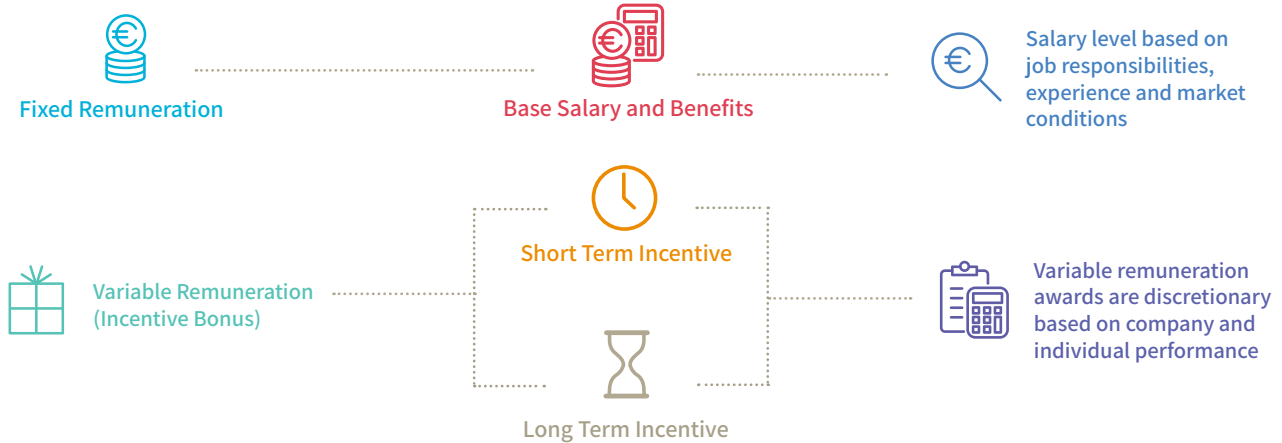 Fixed Remuneration
Base Salary and Benefits
Salary level based on
job responsibilities,
experience and market
conditions
Variable Remuneration
(Incentive Bonus)
Short Term Incentive
Long Term Incentive
Variable remuneration
awards are discretionary
based on company and
individual performance